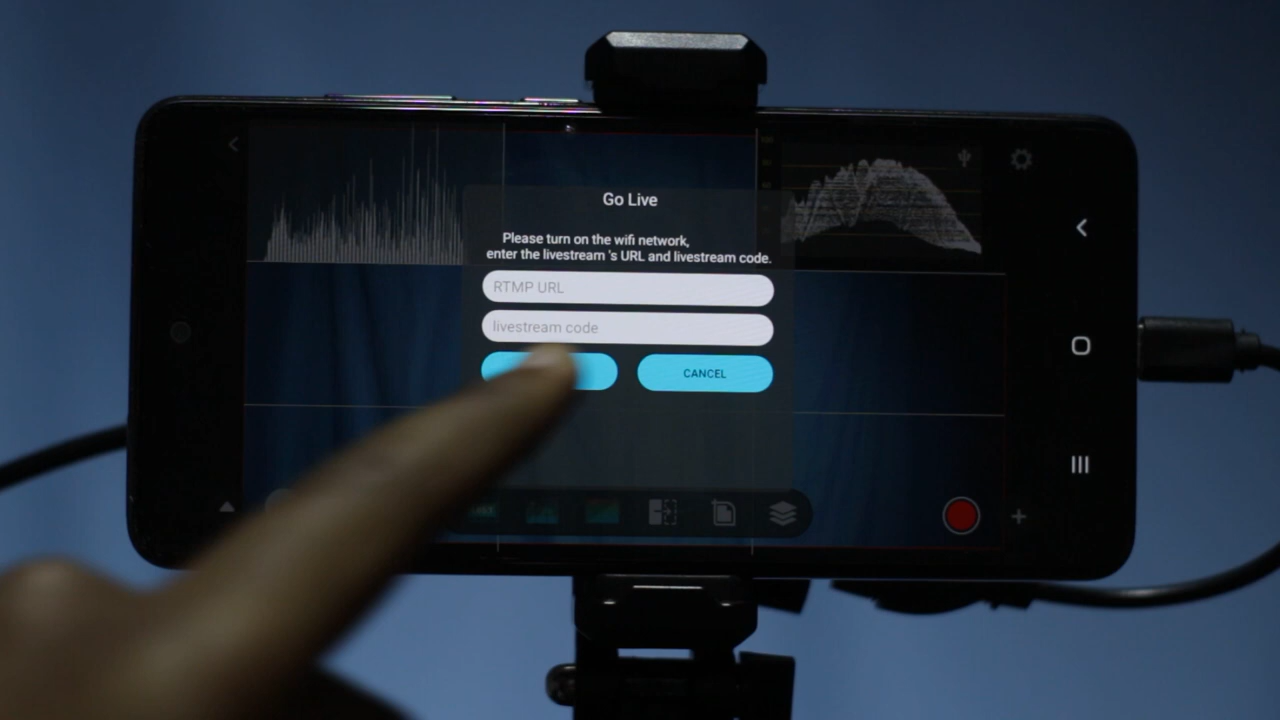 Go Live
Please turn on the wifi network,
enter the livestream 's URL and livestream code.
RTMP URL
livestream code
CANCEL